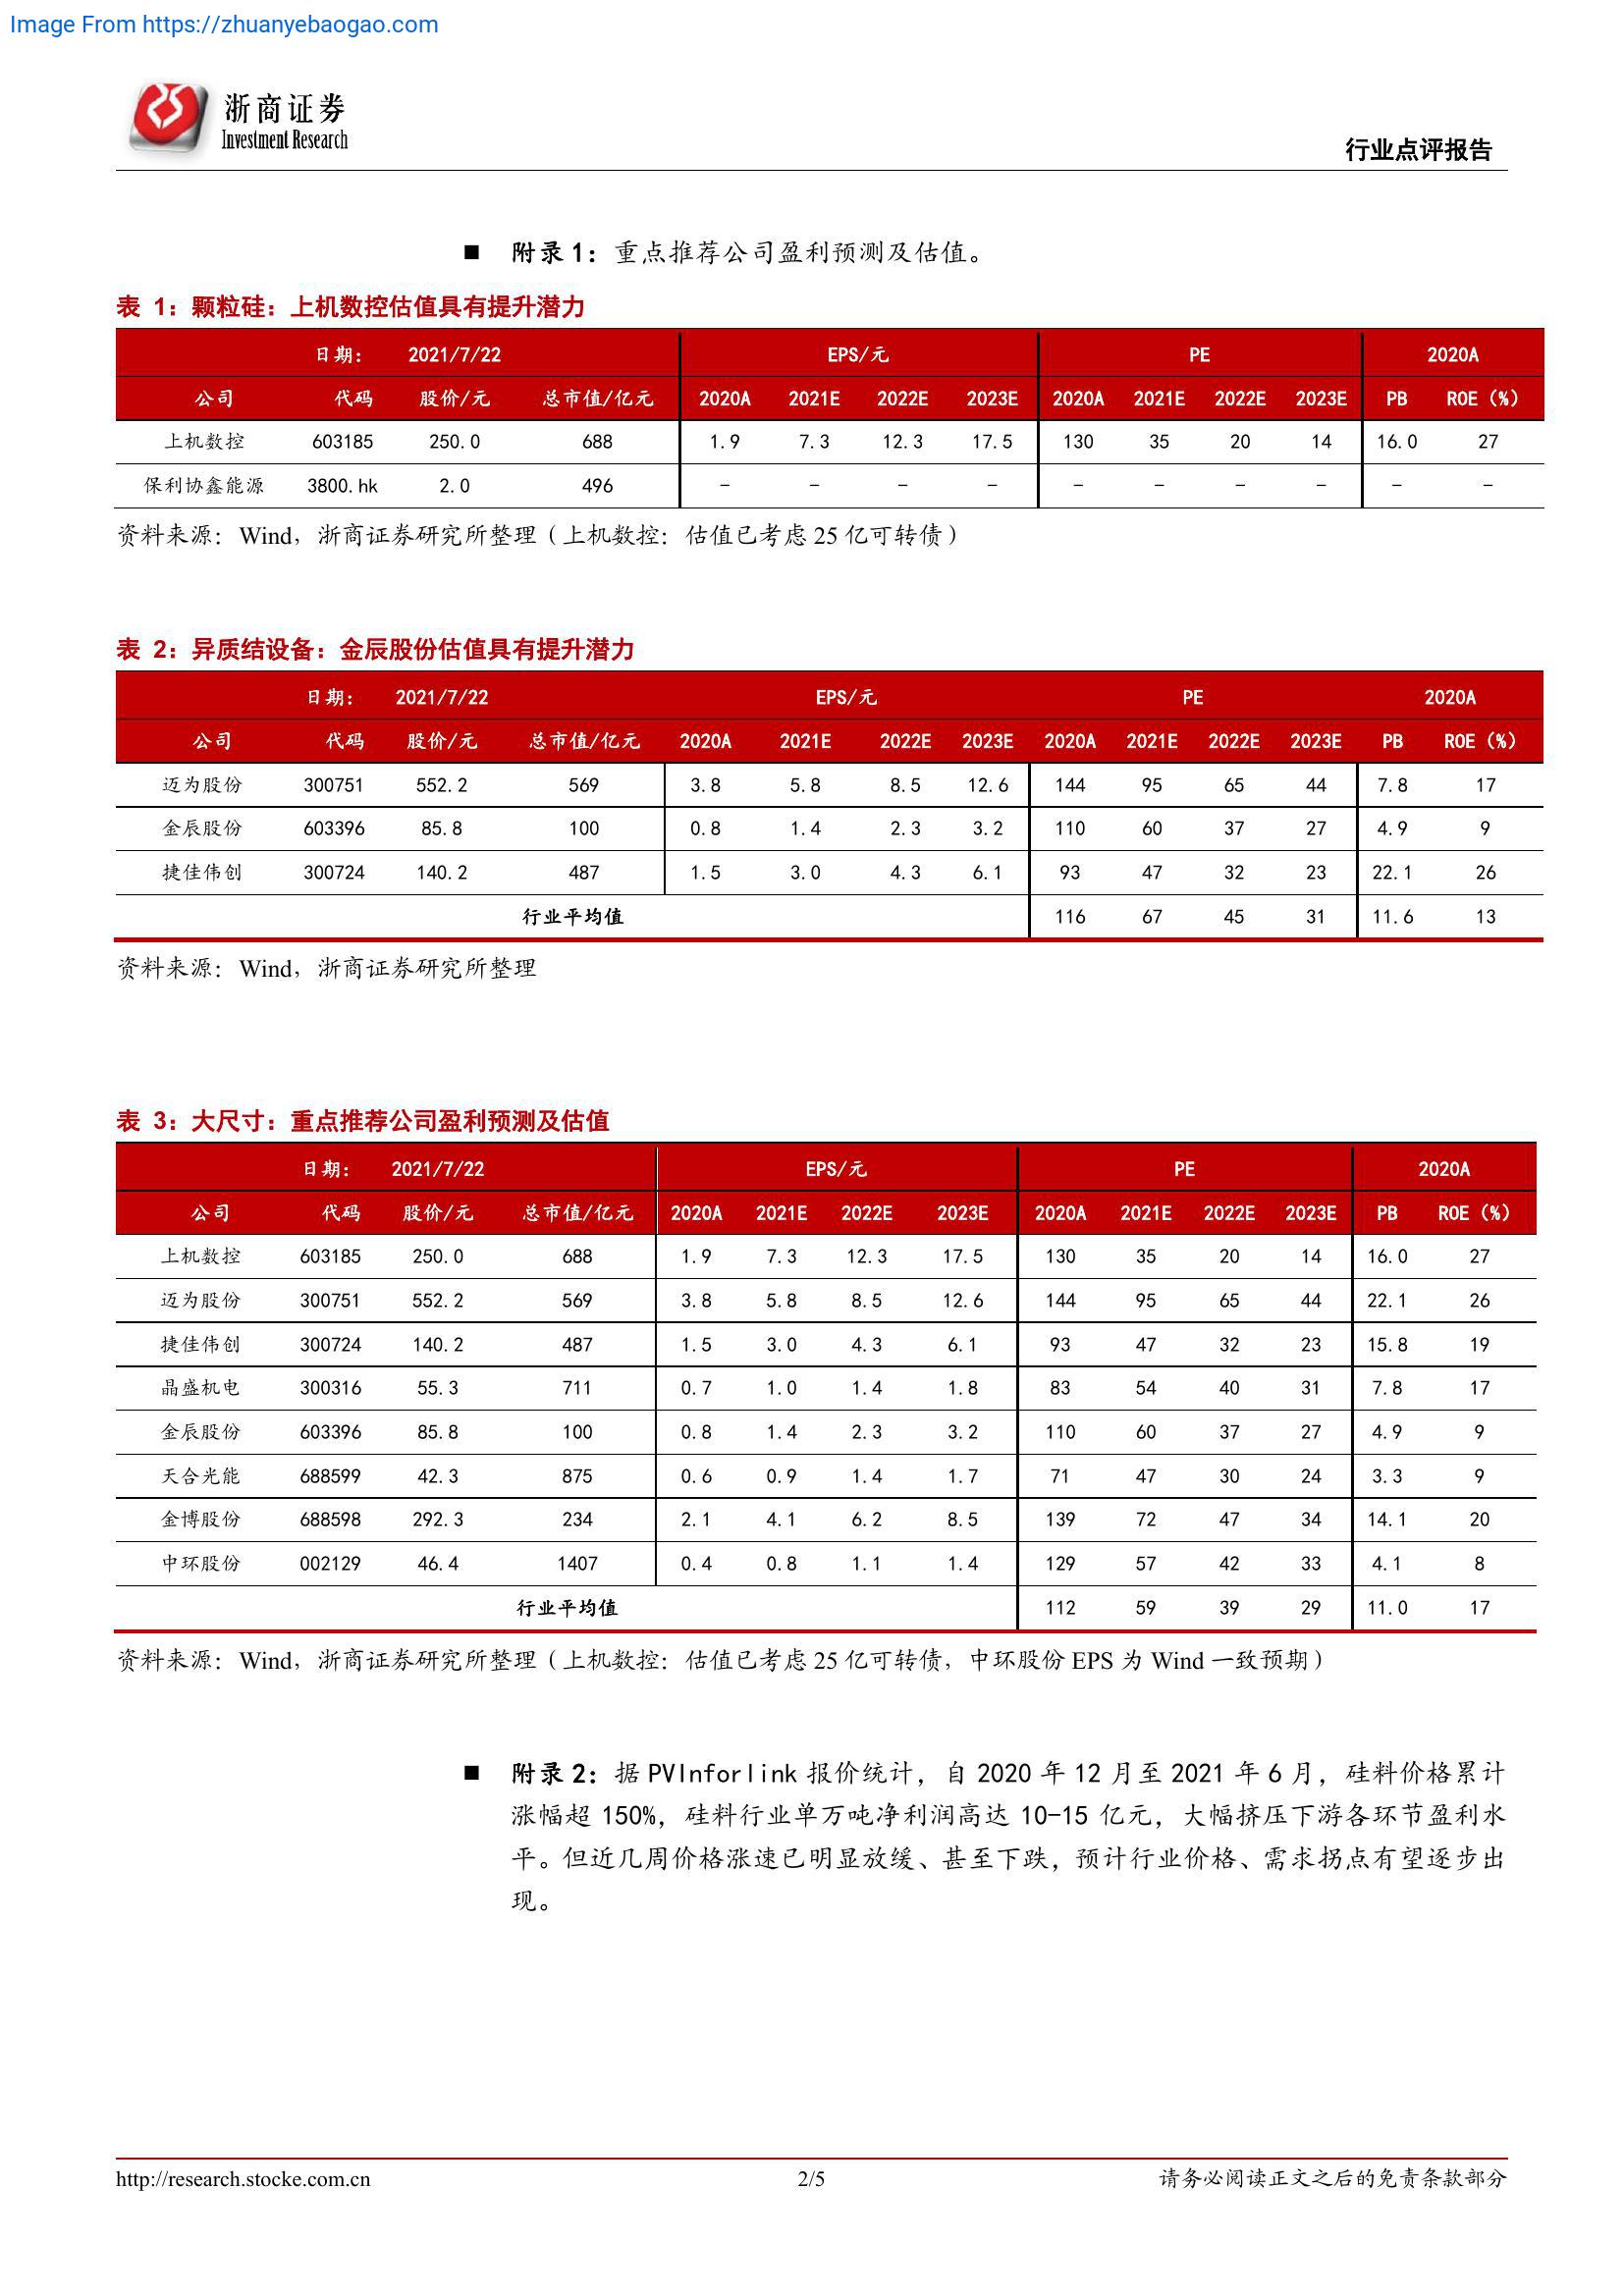 Image From https://zhuanyebaogao.com
浙商证券
Investment Research
行业点评报告
■ 附录 1：重点推荐公司盈利预测及估值。
表 1：颗粒硅：上机数控估值具有提升潜力
日期： 2021/7/22 EPS/元 PE 2020A
公司 代码 股价/元 总市值/亿元 2020A 2021E 2022E 2023E 2020A 2021E 2022E 2023E PB ROE（%）
上机数控 603185 250.0 688 1.9 7.3 12.3 17.5 130 35 20 14 16.0 27
保利协鑫能源 3800.hk 2.0 496 - - - - - - - - - -
资料来源：Wind，浙商证券研究所整理（上机数控：估值已考虑 25 亿可转债）
表 2：异质结设备：金辰股份估值具有提升潜力
日期： 2021/7/22 EPS/元 PE 2020A
公司 代码 股价/元 总市值/亿元 2020A 2021E 2022E 2023E 2020A 2021E 2022E 2023E PB ROE（%）
迈为股份 300751 552.2 569 3.8 5.8 8.5 12.6 144 95 65 44 7.8 17
金辰股份 603396 85.8 100 0.8 1.4 2.3 3.2 110 60 37 27 4.9 9
捷佳伟创 300724 140.2 487 1.5 3.0 4.3 6.1 93 47 32 23 22.1 26
行业平均值 116 67 45 31 11.6 13
资料来源：Wind，浙商证券研究所整理
表 3：大尺寸：重点推荐公司盈利预测及估值
日期： 2021/7/22 EPS/元 PE 2020A
公司 代码 股价/元 总市值/亿元 2020A 2021E 2022E 2023E 2020A 2021E 2022E 2023E PB ROE（%）
上机数控 603185 250.0 688 1.9 7.3 12.3 17.5 130 35 20 14 16.0 27
迈为股份 300751 552.2 569 3.8 5.8 8.5 12.6 144 95 65 44 22.1 26
捷佳伟创 300724 140.2 487 1.5 3.0 4.3 6.1 93 47 32 23 15.8 19
晶盛机电 300316 55.3 711 0.7 1.0 1.4 1.8 83 54 40 31 7.8 17
金辰股份 603396 85.8 100 0.8 1.4 2.3 3.2 110 60 37 27 4.9 9
天合光能 688599 42.3 875 0.6 0.9 1.4 1.7 71 47 30 24 3.3 9
金博股份 688598 292.3 234 2.1 4.1 6.2 8.5 139 72 47 34 14.1 20
中环股份 002129 46.4 1407 0.4 0.8 1.1 1.4 129 57 42 33 4.1 8
行业平均值 112 59 39 29 11.0 17
资料来源：Wind，浙商证券研究所整理（上机数控：估值已考虑 25 亿可转债，中环股份 EPS 为 Wind 一致预期）
■ 附录 2：据 PVInforlink 报价统计，自 2020 年 12 月至 2021 年 6 月，硅料价格累计
涨幅超 150%，硅料行业单万吨净利润高达 10-15 亿元，大幅挤压下游各环节盈利水
平。但近几周价格涨速已明显放缓、甚至下跌，预计行业价格、需求拐点有望逐步出
现。
http://research.stocke.com.cn 2/5 请务必阅读正文之后的免责条款部分